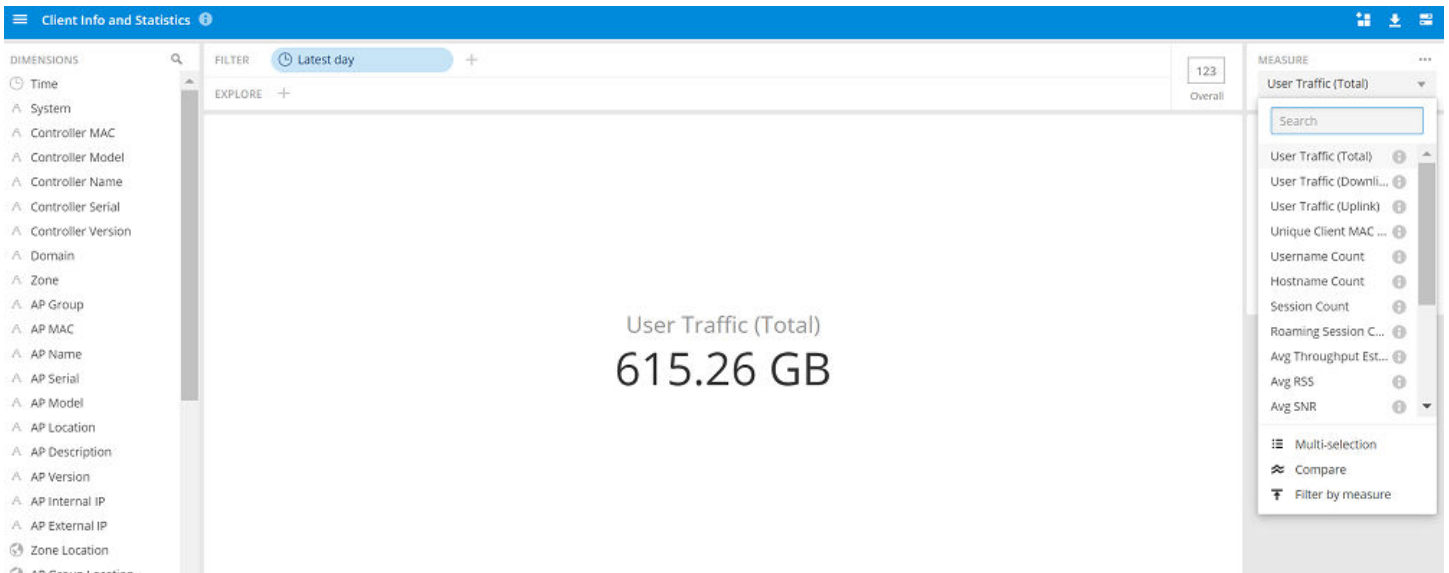 Client Info and Statistics
DIMENSIONS
Time
System
Controller MAC
Controller Model
Controller Name
Controller Serial
Controller Version
Domain
Zone
AP Group
AP MAC
AP Name
AP Serial
AP Model
AP Location
AP Description
AP Version
AP Internal IP
AP External IP
Zone Location
AP Group Location
FILTER
Latest day
EXPLORE
123
Overall
User Traffic (Total)
615.26 GB
MEASURE
User Traffic (Total)
Search
User Traffic (Total)
User Traffic (Downli...
User Traffic (Uplink)
Unique Client MAC ...
Username Count
Hostname Count
Session Count
Roaming Session C...
Avg Throughput Est...
Avg RSS
Avg SNR
Multi-selection
Compare
Filter by measure